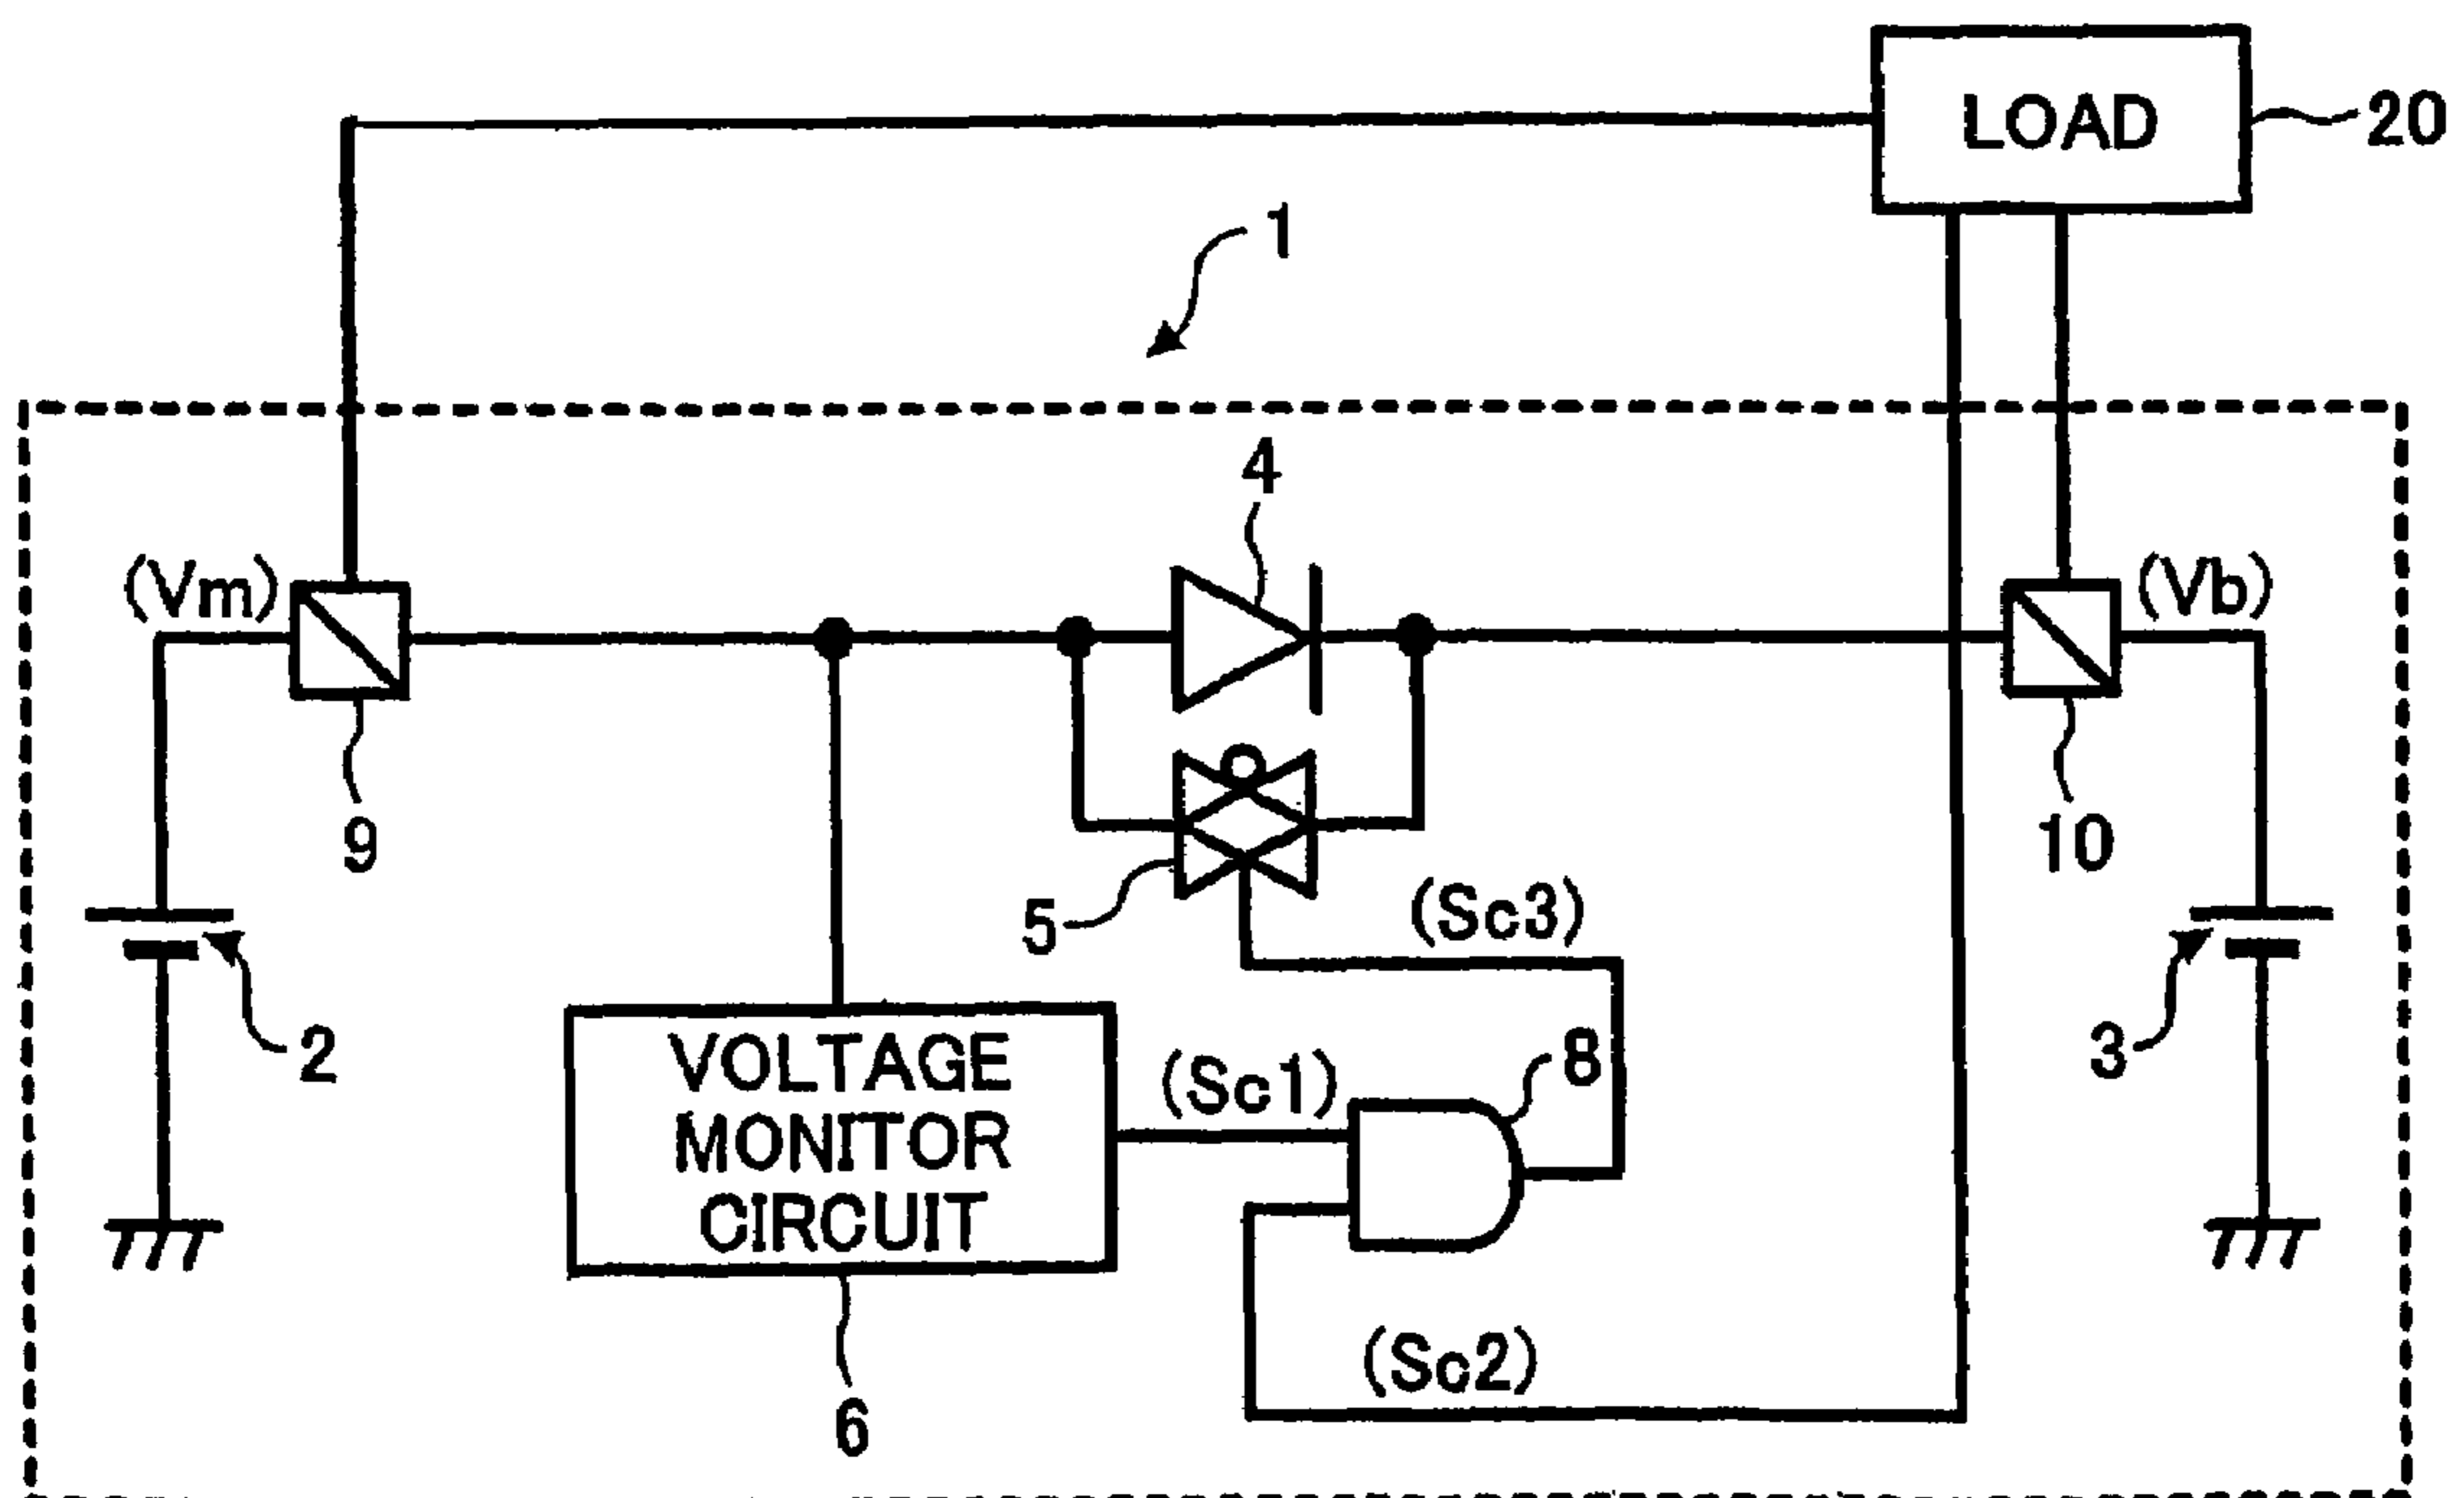 LOAD
20
1
4
(Vm)
(Vb)
9
10
5
(Sc3)
2
3
VOLTAGE
MONITOR
CIRCUIT
(Sc1)
8
(Sc2)
6